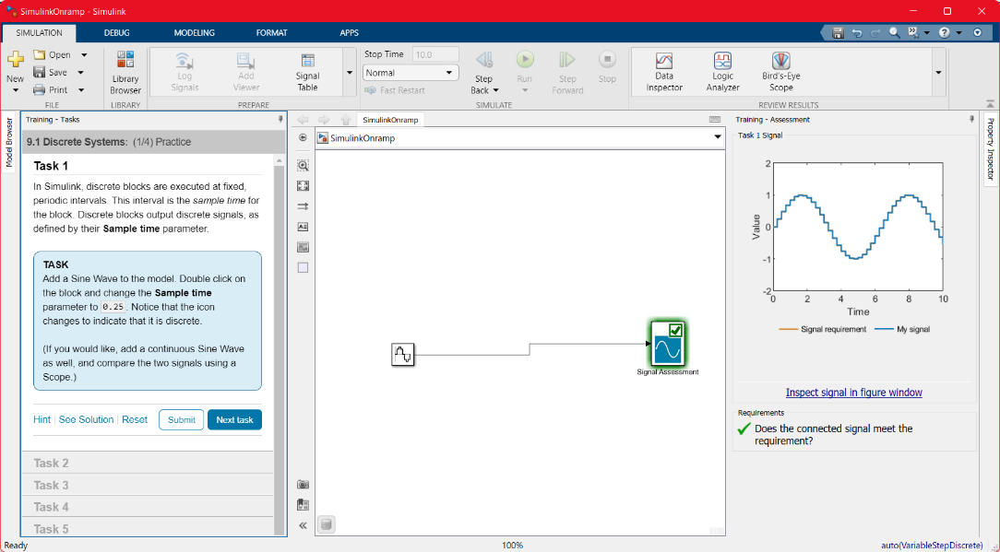 SimulinkOnramp - Simulink
SIMULATION DEBUG MODELING FORMAT APPS
New
Open
Save
Print
FILE
Library
Browser
LIBRARY
Log
Signals
Add
Viewer
Signal
Table
PREPARE
Stop Time 10.0
Normal
Fast Restart
Step
Back
Run
Step
Forward
Stop
SIMULATE
Data
Inspector
Logic
Analyzer
Bird's-Eye
Scope
REVIEW RESULTS
Model Browser
Training - Tasks
9.1 Discrete Systems: (1/4) Practice
Task 1
In Simulink, discrete blocks are executed at fixed,
periodic intervals. This interval is the sample time for
the block. Discrete blocks output discrete signals, as
defined by their Sample time parameter.
TASK
Add a Sine Wave to the model. Double click on
the block and change the Sample time
parameter to 0.25. Notice that the icon
changes to indicate that it is discrete.
(If you would like, add a continuous Sine Wave
as well, and compare the two signals using a
Scope.)
Hint See Solution Reset Submit Next task
Task 2
Task 3
Task 4
Task 5
SimulinkOnramp
SimulinkOnramp
Signal Assessment
Training - Assessment
Task 1 Signal
2
1
0
-1
-2
Value
0 2 4 6 8 10
Time
Signal requirement My signal
Inspect signal in figure window
Requirements
Does the connected signal meet the
requirement?
Property Inspector
Ready 100% auto(VariableStepDiscrete)